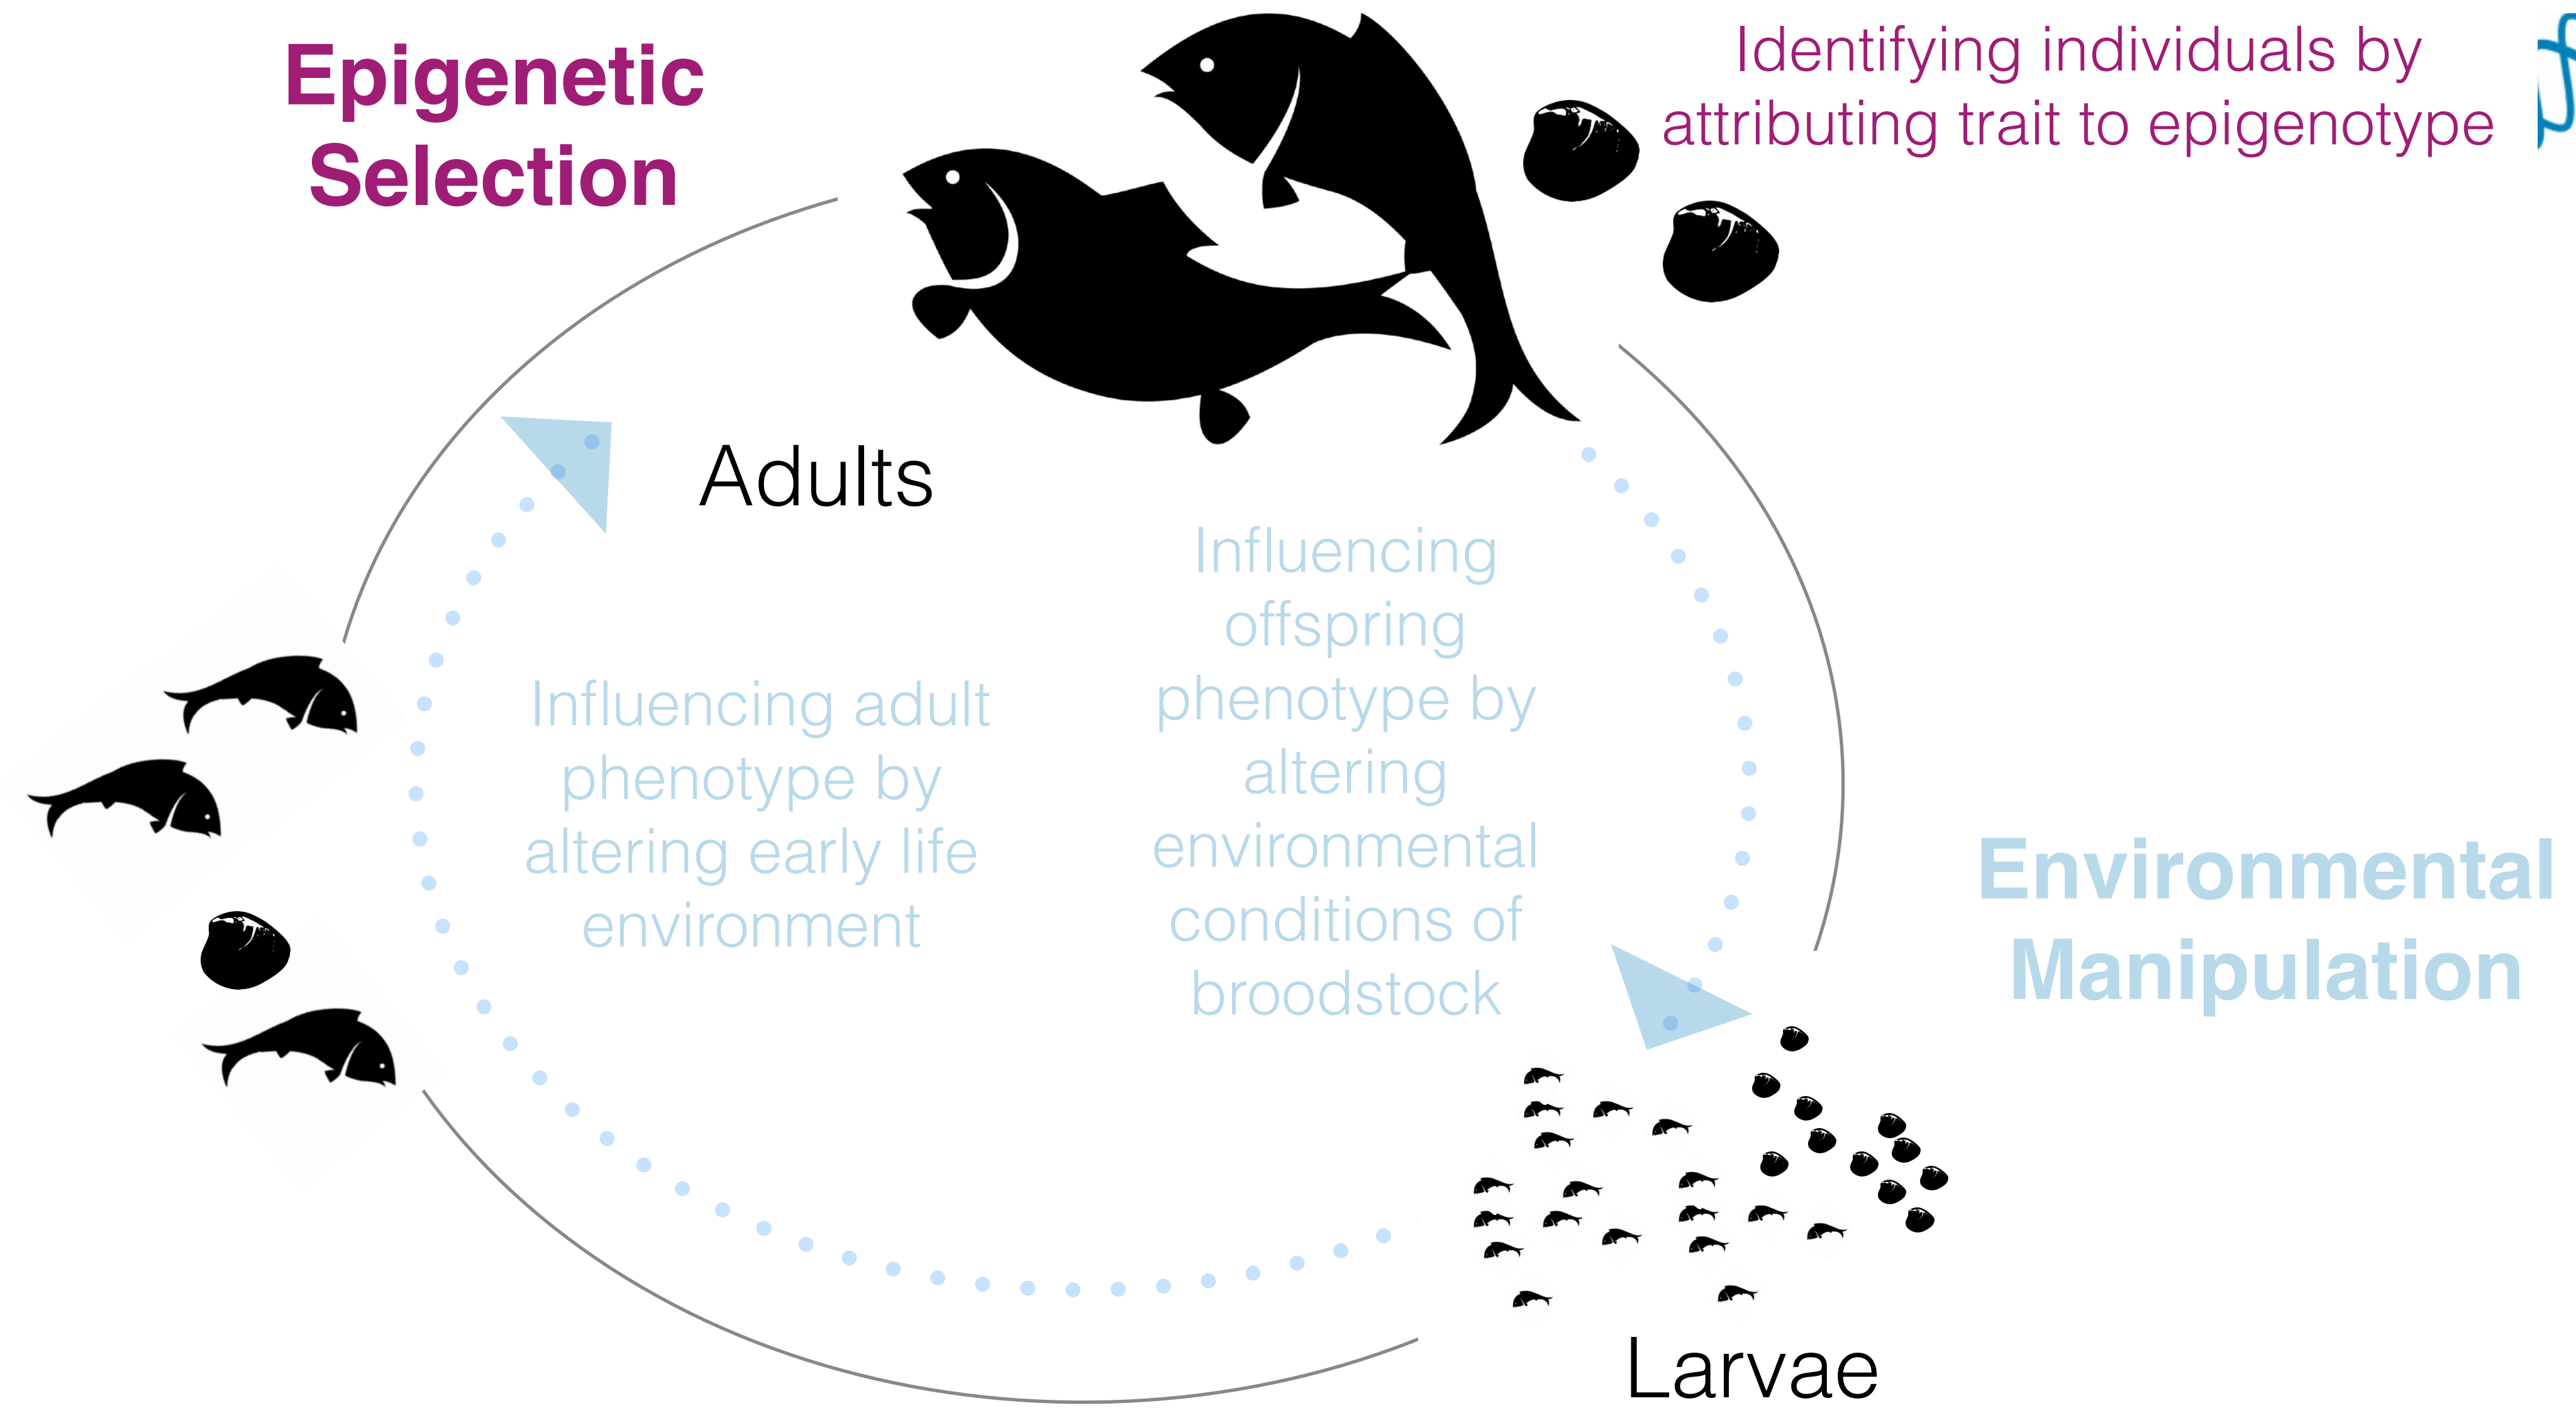 Epigenetic
Selection
Identifying individuals by
attributing trait to epigenotype
Adults
Influencing adult
phenotype by
altering early life
environment
Influencing
offspring
phenotype by
altering
environmental
conditions of
broodstock
Environmental
Manipulation
Larvae